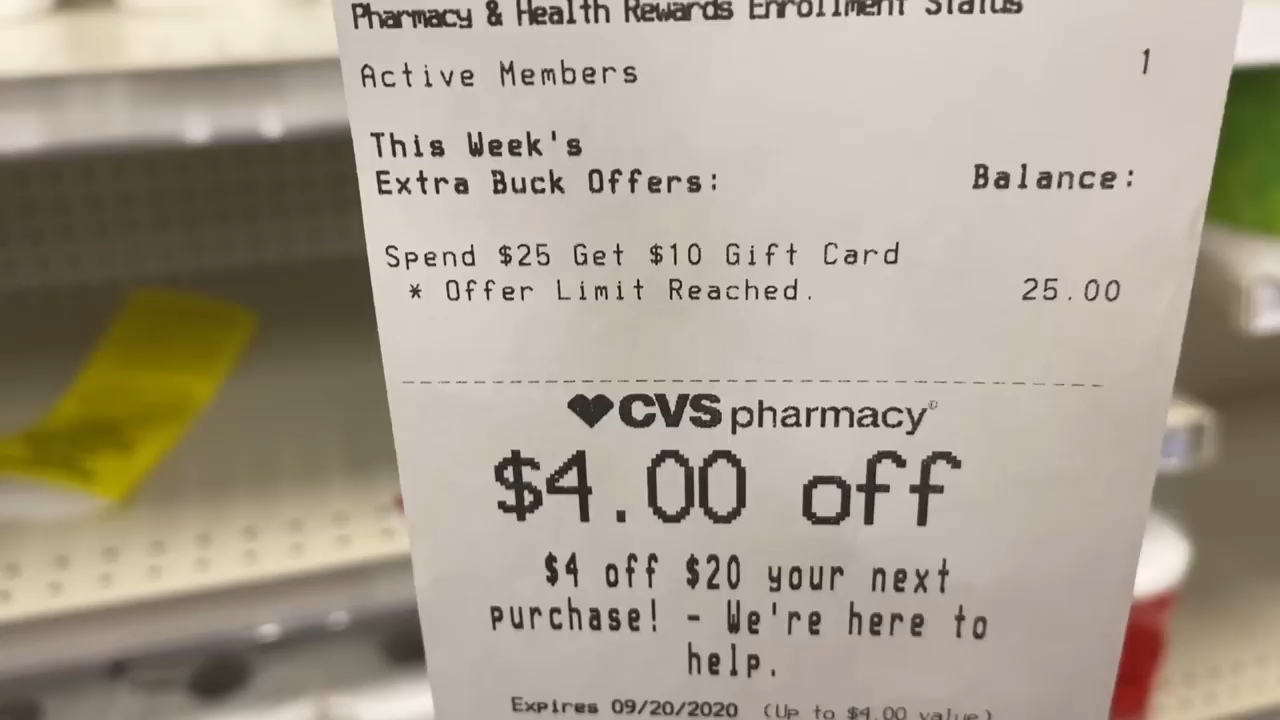 Pharmacy & Health Rewards Enrollment Status
Active Members 1
This Week's
Extra Buck Offers: Balance:
Spend $25 Get $10 Gift Card
* Offer Limit Reached. 25.00
CVS pharmacy®
$4.00 off
$4 off $20 your next
purchase! - We're here to
help.
Expires 09/20/2020 (Up to $4.00 value)